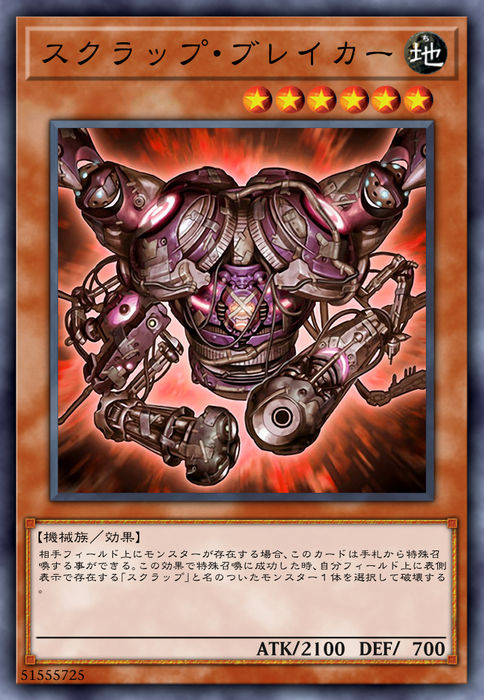 スクラップ・ブレイカー
ち
地
【機械族／効果】
相手フィールド上にモンスターが存在する場合、このカードは手札から特殊召
喚する事ができる。この効果で特殊召喚に成功した時、自分フィールド上に表側
表示で存在する「スクラップ」と名のついたモンスター１体を選択して破壊する
。
ATK/2100 DEF/ 700
51555725